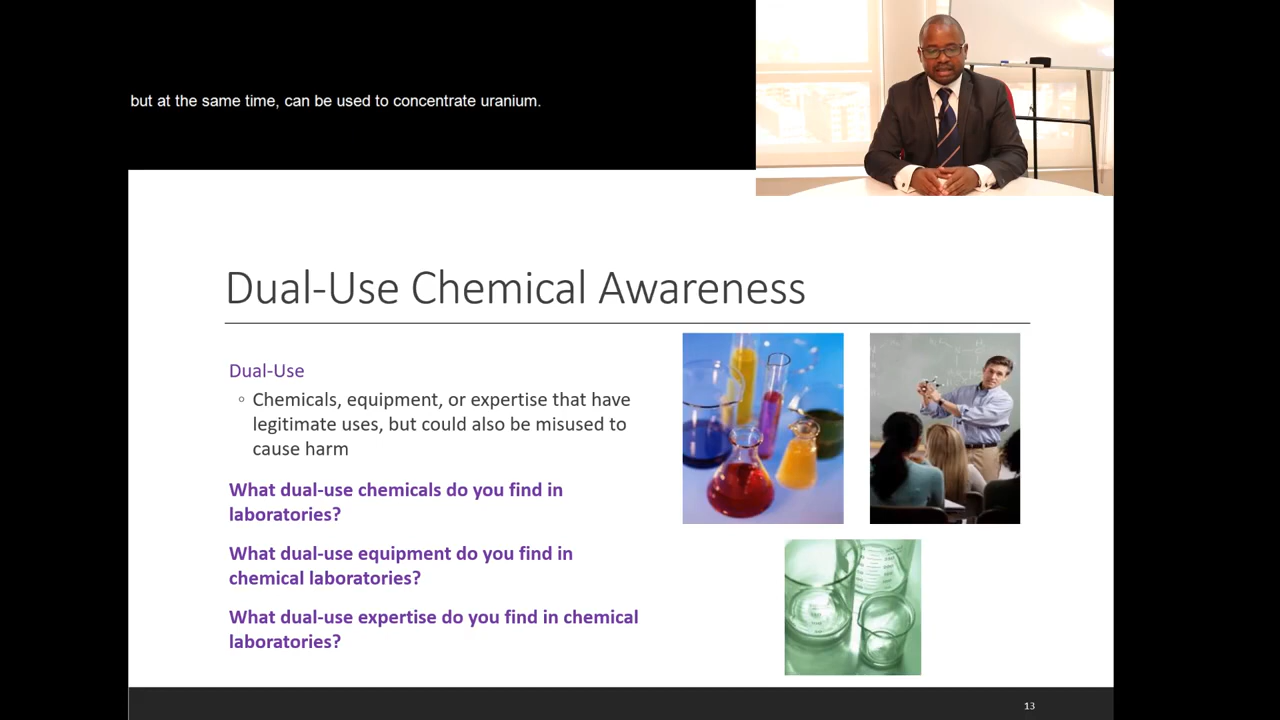 but at the same time, can be used to concentrate uranium.
Dual-Use Chemical Awareness
Dual-Use
◦ Chemicals, equipment, or expertise that have
legitimate uses, but could also be misused to
cause harm
What dual-use chemicals do you find in
laboratories?
What dual-use equipment do you find in
chemical laboratories?
What dual-use expertise do you find in chemical
laboratories?
13